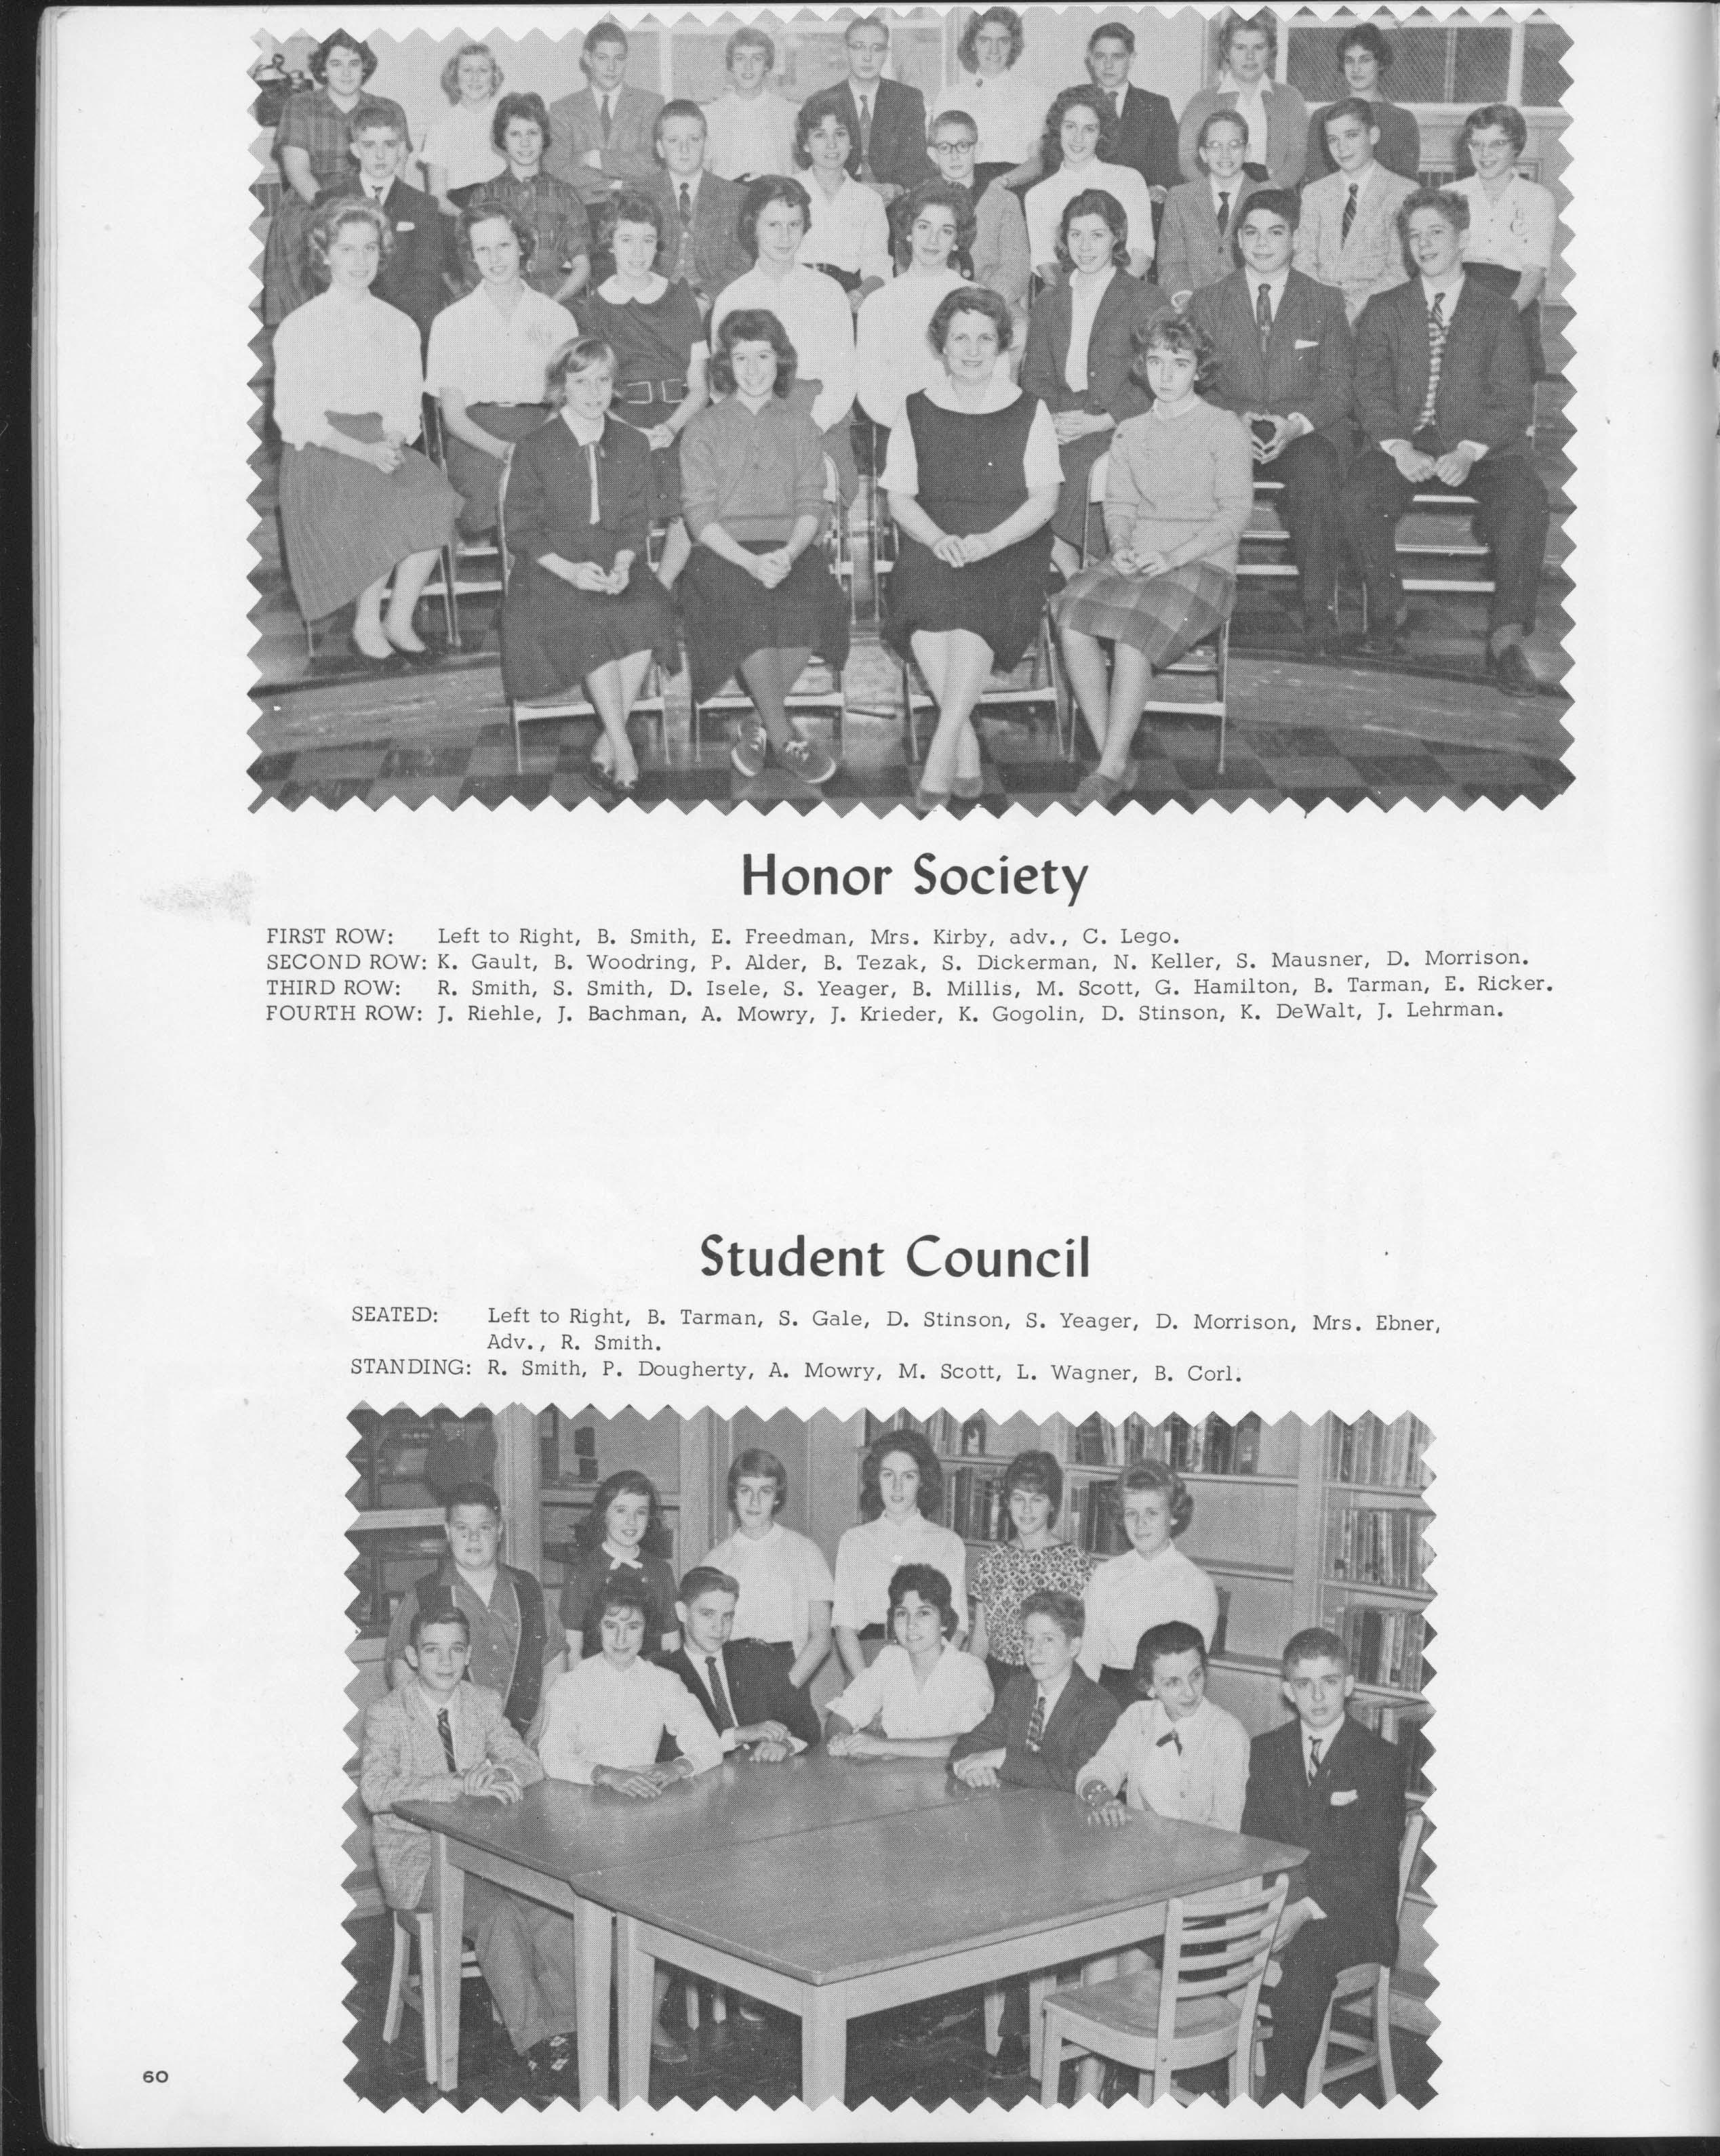 Honor Society
FIRST ROW: Left to Right, B. Smith, E. Freedman, Mrs. Kirby, adv., C. Lego.
SECOND ROW: K. Gault, B. Woodring, P. Alder, B. Tezak, S. Dickerman, N. Keller, S. Mausner, D. Morrison.
THIRD ROW: R. Smith, S. Smith, D. Isele, S. Yeager, B. Millis, M. Scott, G. Hamilton, B. Tarman, E. Ricker.
FOURTH ROW: J. Riehle, J. Bachman, A. Mowry, J. Krieder, K. Gogolin, D. Stinson, K. DeWalt, J. Lehrman.
Student Council
SEATED: Left to Right, B. Tarman, S. Gale, D. Stinson, S. Yeager, D. Morrison, Mrs. Ebner,
Adv., R. Smith.
STANDING: R. Smith, P. Dougherty, A. Mowry, M. Scott, L. Wagner, B. Corl.
60